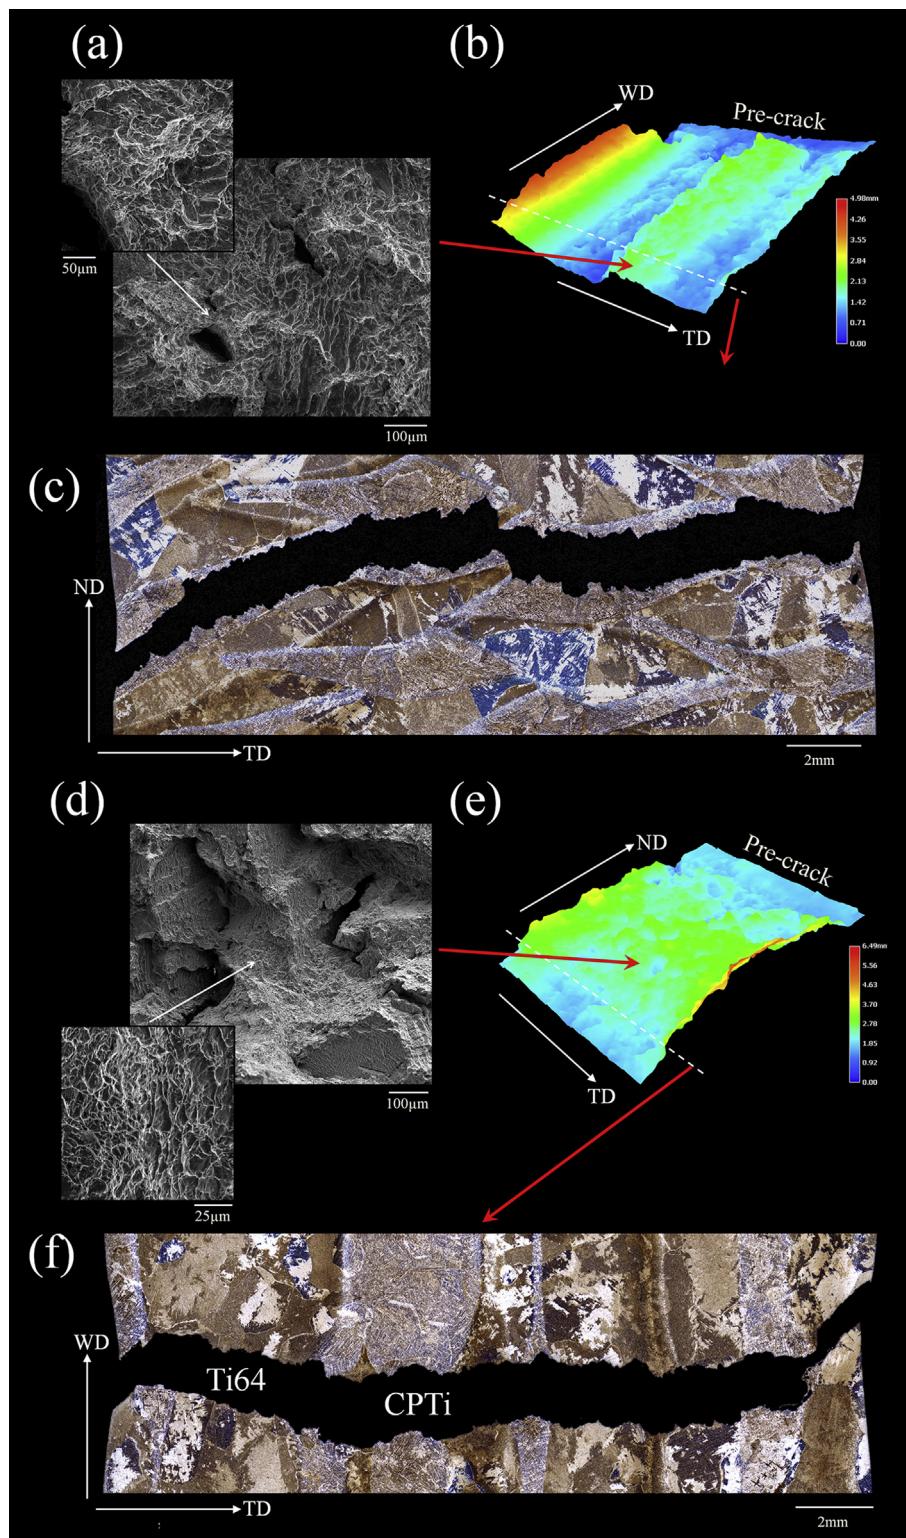 (a)
50μm
100μm
(b)
WD
Pre-crack
TD
4.98mm
4.26
3.55
2.84
2.13
1.42
0.71
0.00
(c)
ND
TD
2mm
(d)
100μm
25μm
(e)
ND
Pre-crack
TD
6.49mm
5.56
4.63
3.70
2.78
1.85
0.92
0.00
(f)
WD
Ti64
CPTi
TD
2mm